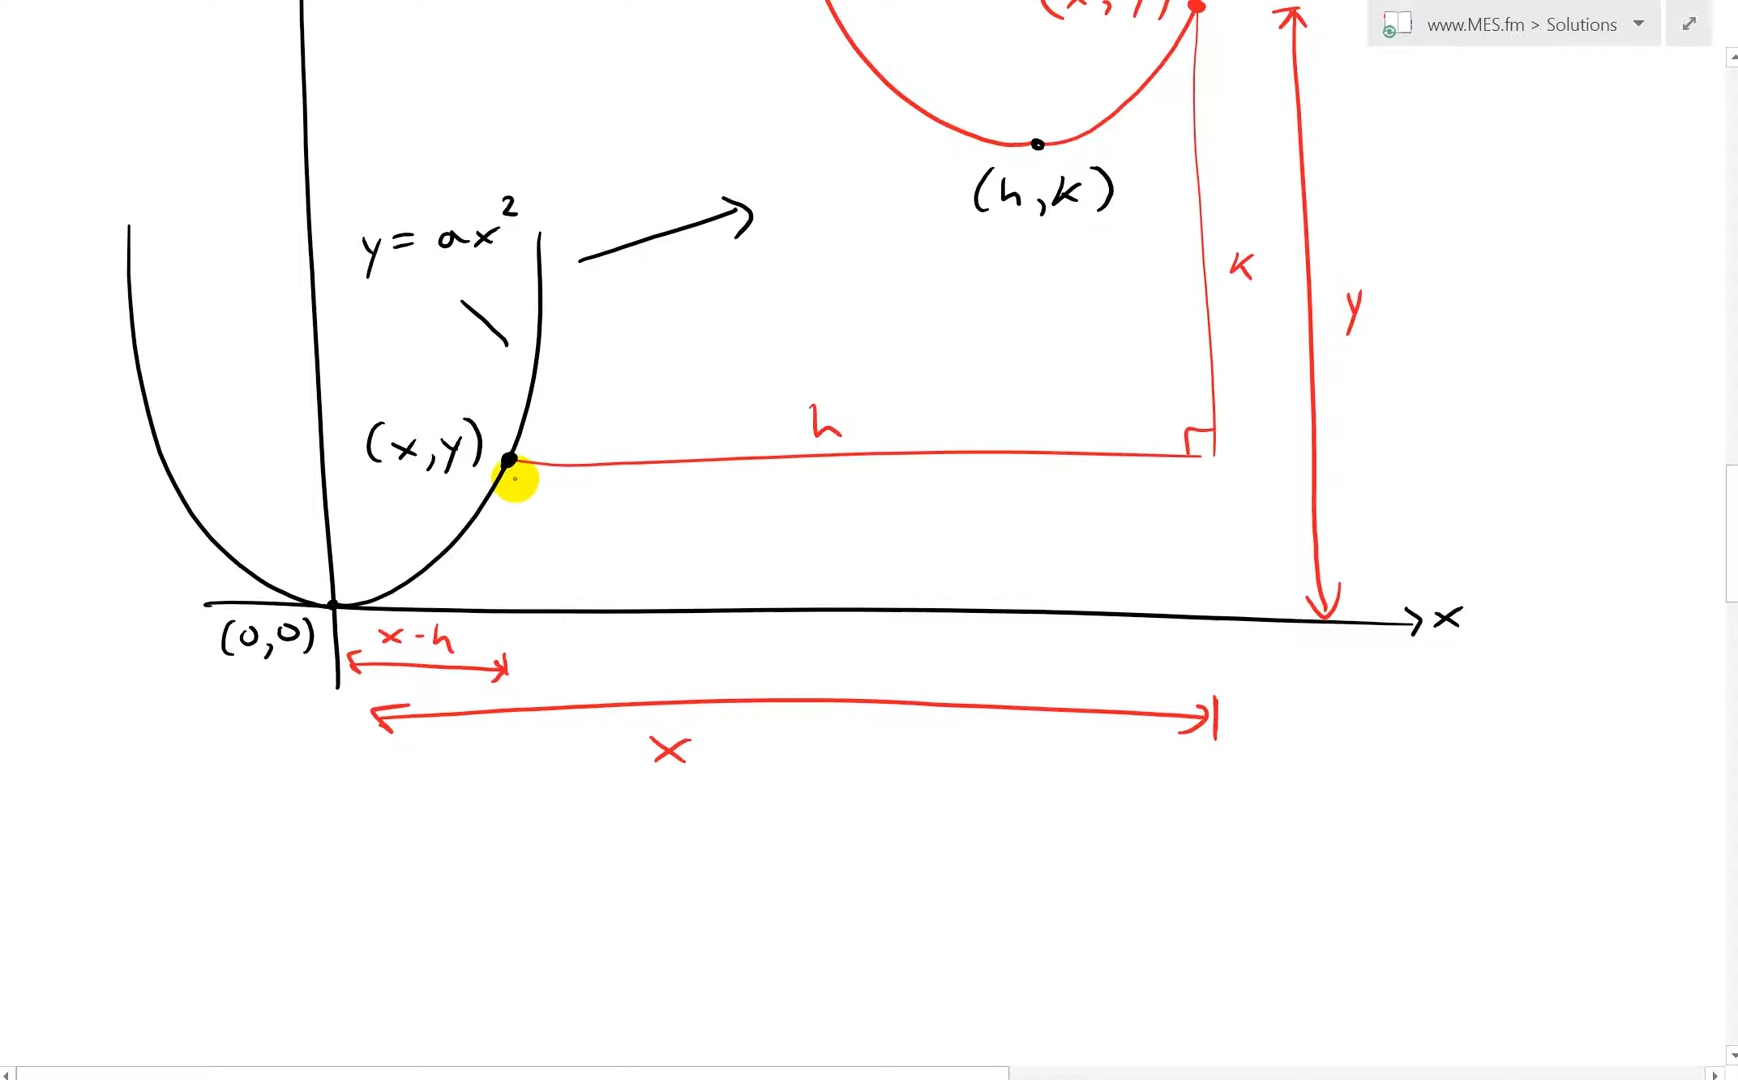 www.MES.fm > Solutions
(h,k)
y = ax²
k
y
h
(x,y)
x
(0,0)
x-h
x